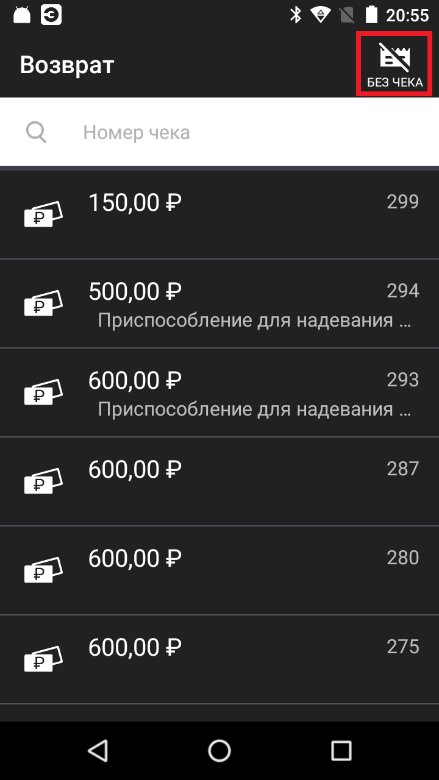 20:55
Возврат
БЕЗ ЧЕКА
Номер чека
150,00 ₽ 299
500,00 ₽ 294
Приспособление для надевания ...
600,00 ₽ 293
Приспособление для надевания ...
600,00 ₽ 287
600,00 ₽ 280
600,00 ₽ 275